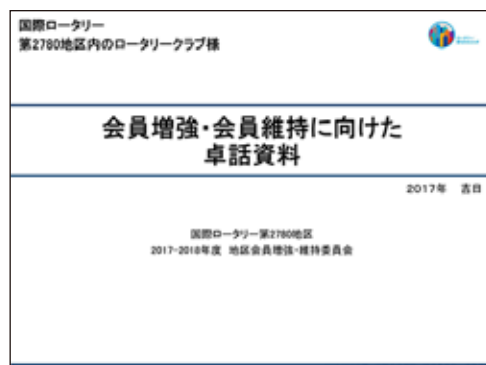 国際ロータリー
第2780地区内のロータリークラブ様
会員増強・会員維持に向けた
卓話資料
2017年 吉日
国際ロータリー第2780地区
2017-2018年度 地区会員増強・維持委員会